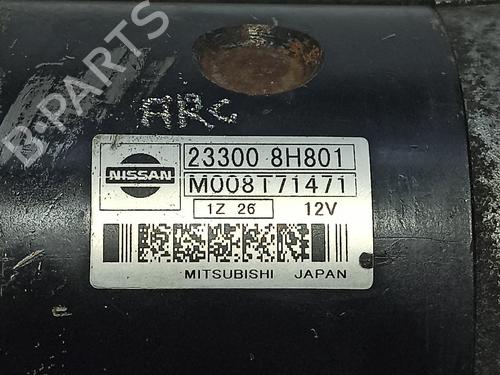 B-PARTS
ARC
NISSAN
23300 8H801
M008T71471
1Z 26
12V
MITSUBISHI JAPAN